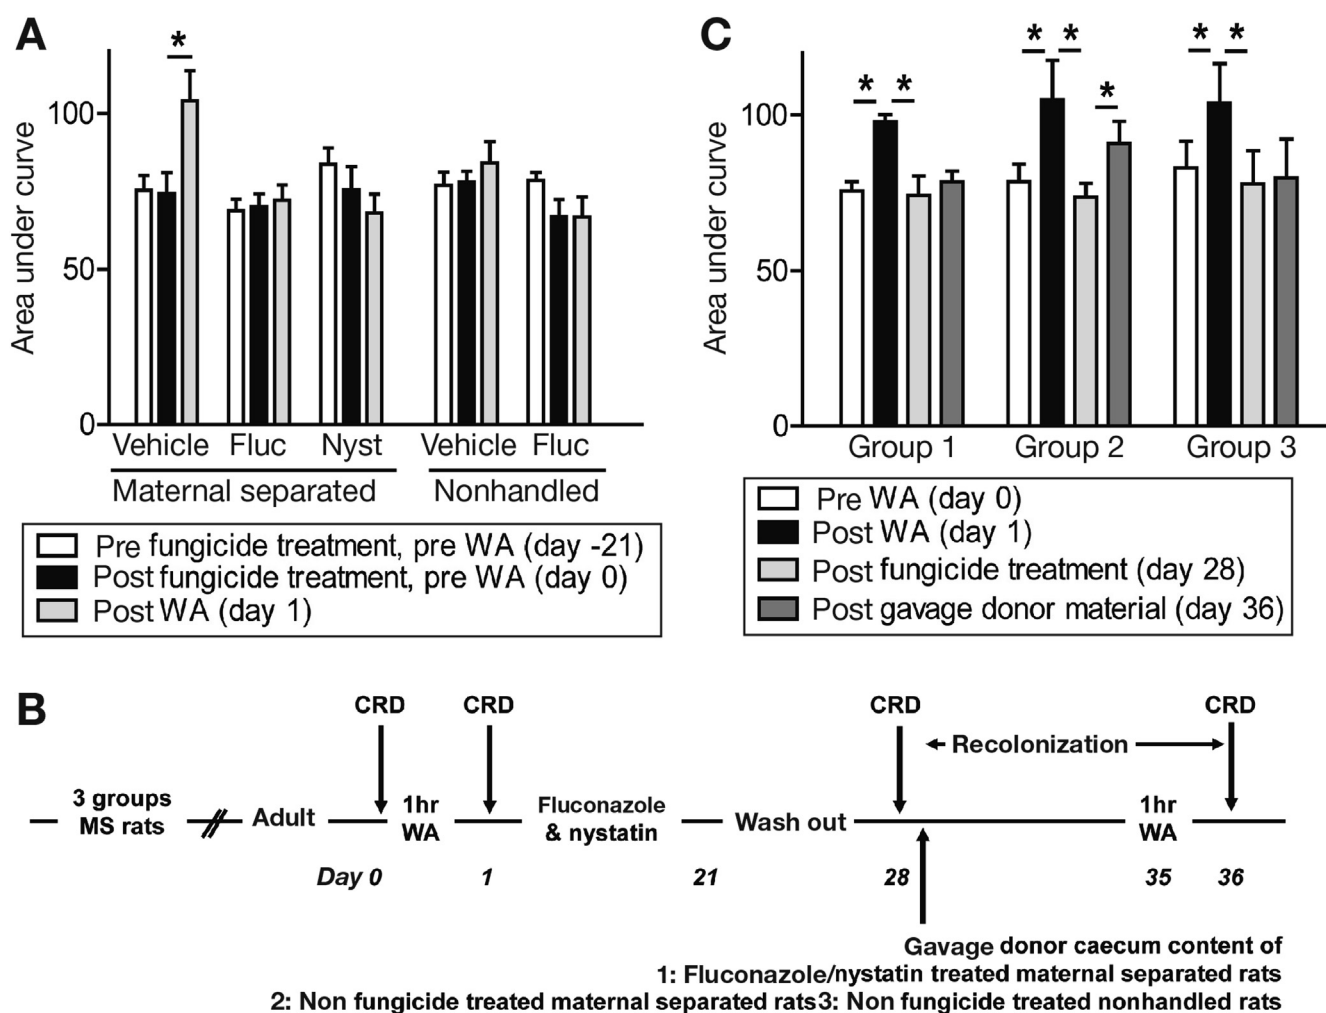 A
*
100
50
0
Area under curve
Vehicle Fluc Nyst Vehicle Fluc
Maternal separated Nonhandled
Pre fungicide treatment, pre WA (day -21)
Post fungicide treatment, pre WA (day 0)
Post WA (day 1)
C
* * * * * * *
100
50
0
Area under curve
Group 1 Group 2 Group 3
Pre WA (day 0)
Post WA (day 1)
Post fungicide treatment (day 28)
Post gavage donor material (day 36)
B
CRD CRD CRD CRD
Recolonization
3 groups
MS rats
Adult
1hr
WA
Fluconazole
& nystatin
Wash out
1hr
WA
Day 0 1 21 28 35 36
Gavage donor caecum content of
1: Fluconazole/nystatin treated maternal separated rats
2: Non fungicide treated maternal separated rats3: Non fungicide treated nonhandled rats